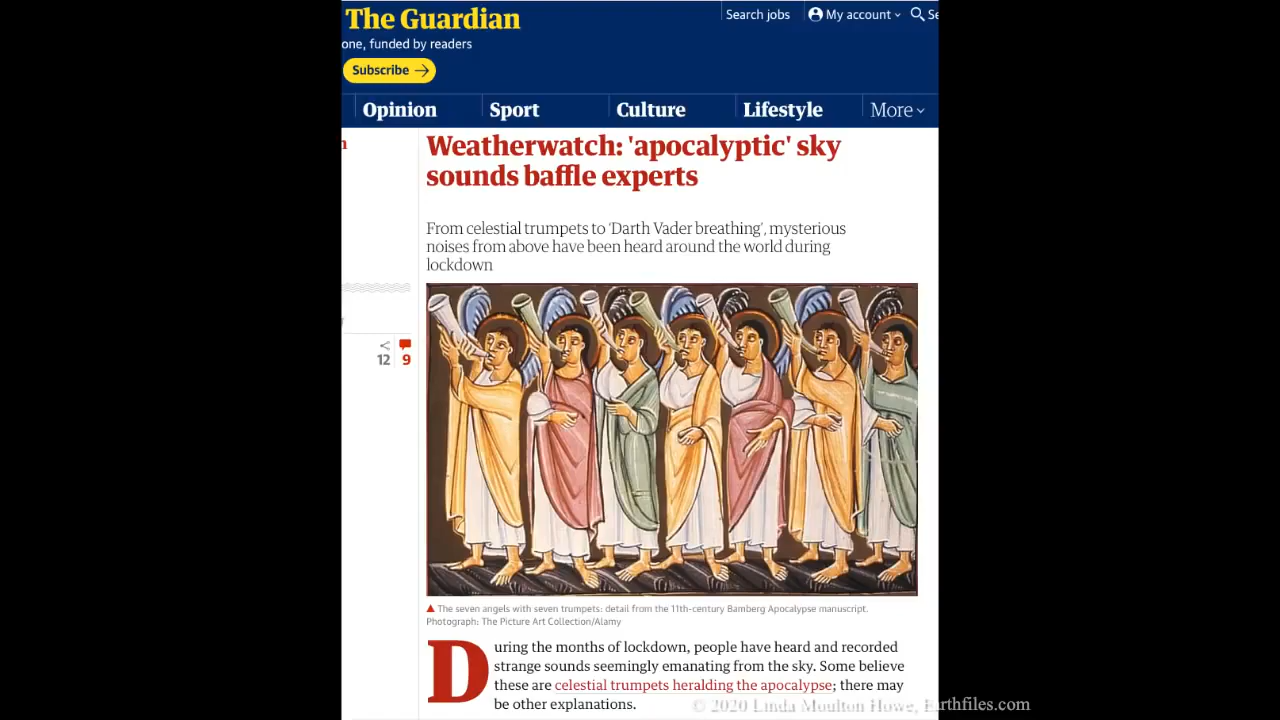 The Guardian
Search jobs
My account
Se
one, funded by readers
Subscribe
Opinion
Sport
Culture
Lifestyle
More
n
Weatherwatch: 'apocalyptic' sky
sounds baffle experts
From celestial trumpets to 'Darth Vader breathing', mysterious
noises from above have been heard around the world during
lockdown
12
9
The seven angels with seven trumpets: detail from the 11th-century Bamberg Apocalypse manuscript.
Photograph: The Picture Art Collection/Alamy
During the months of lockdown, people have heard and recorded
strange sounds seemingly emanating from the sky. Some believe
these are celestial trumpets heralding the apocalypse; there may
be other explanations.
© 2020 Linda Moulton Howe, Earthfiles.com